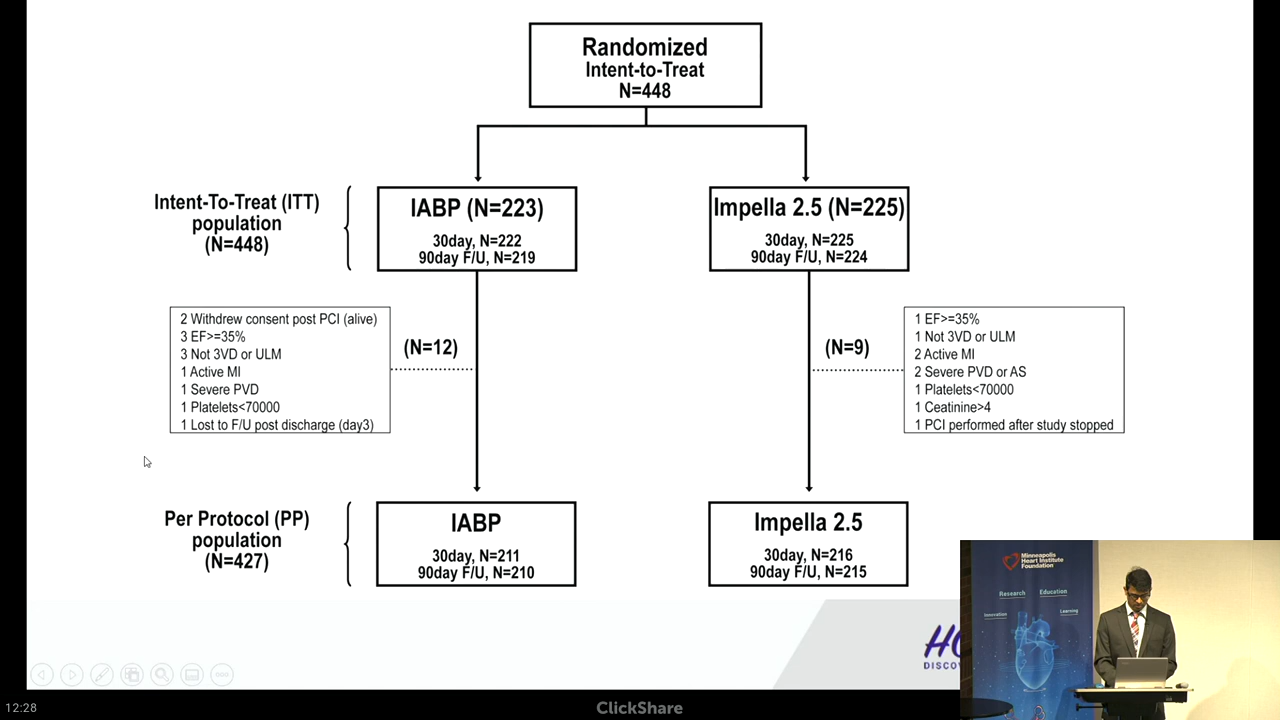 Randomized
Intent-to-Treat
N=448
Intent-To-Treat (ITT)
population
(N=448)
IABP (N=223)
30day, N=222
90day F/U, N=219
Impella 2.5 (N=225)
30day, N=225
90day F/U, N=224
2 Withdrew consent post PCI (alive)
3 EF>=35%
3 Not 3VD or ULM
1 Active MI
1 Severe PVD
1 Platelets<70000
1 Lost to F/U post discharge (day3)
(N=12)
(N=9)
1 EF>=35%
1 Not 3VD or ULM
2 Active MI
2 Severe PVD or AS
1 Platelets<70000
1 Ceatinine>4
1 PCI performed after study stopped
Per Protocol (PP)
population
(N=427)
IABP
30day, N=211
90day F/U, N=210
Impella 2.5
30day, N=216
90day F/U, N=215
Minneapolis
Heart Institute
Foundation
Research Education
Innovation Learning
12:28
ClickShare